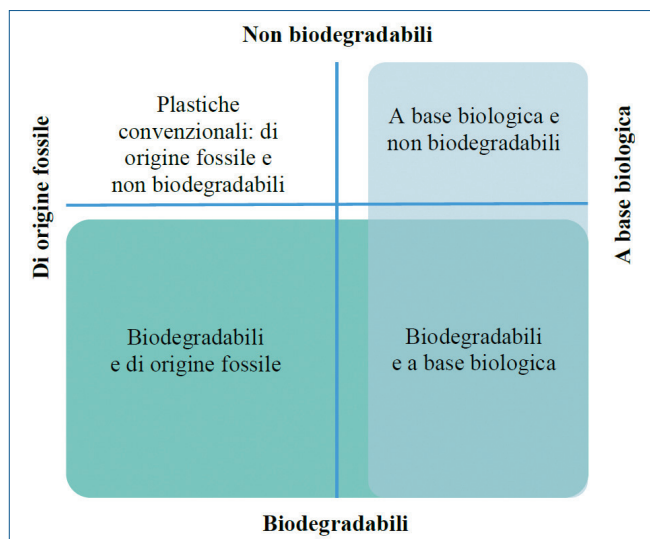 Non biodegradabili
Di origine fossile
Plastiche
convenzionali: di
origine fossile e
non biodegradabili
A base biologica e
non biodegradabili
A base biologica
Biodegradabili
e di origine fossile
Biodegradabili
e a base biologica
Biodegradabili